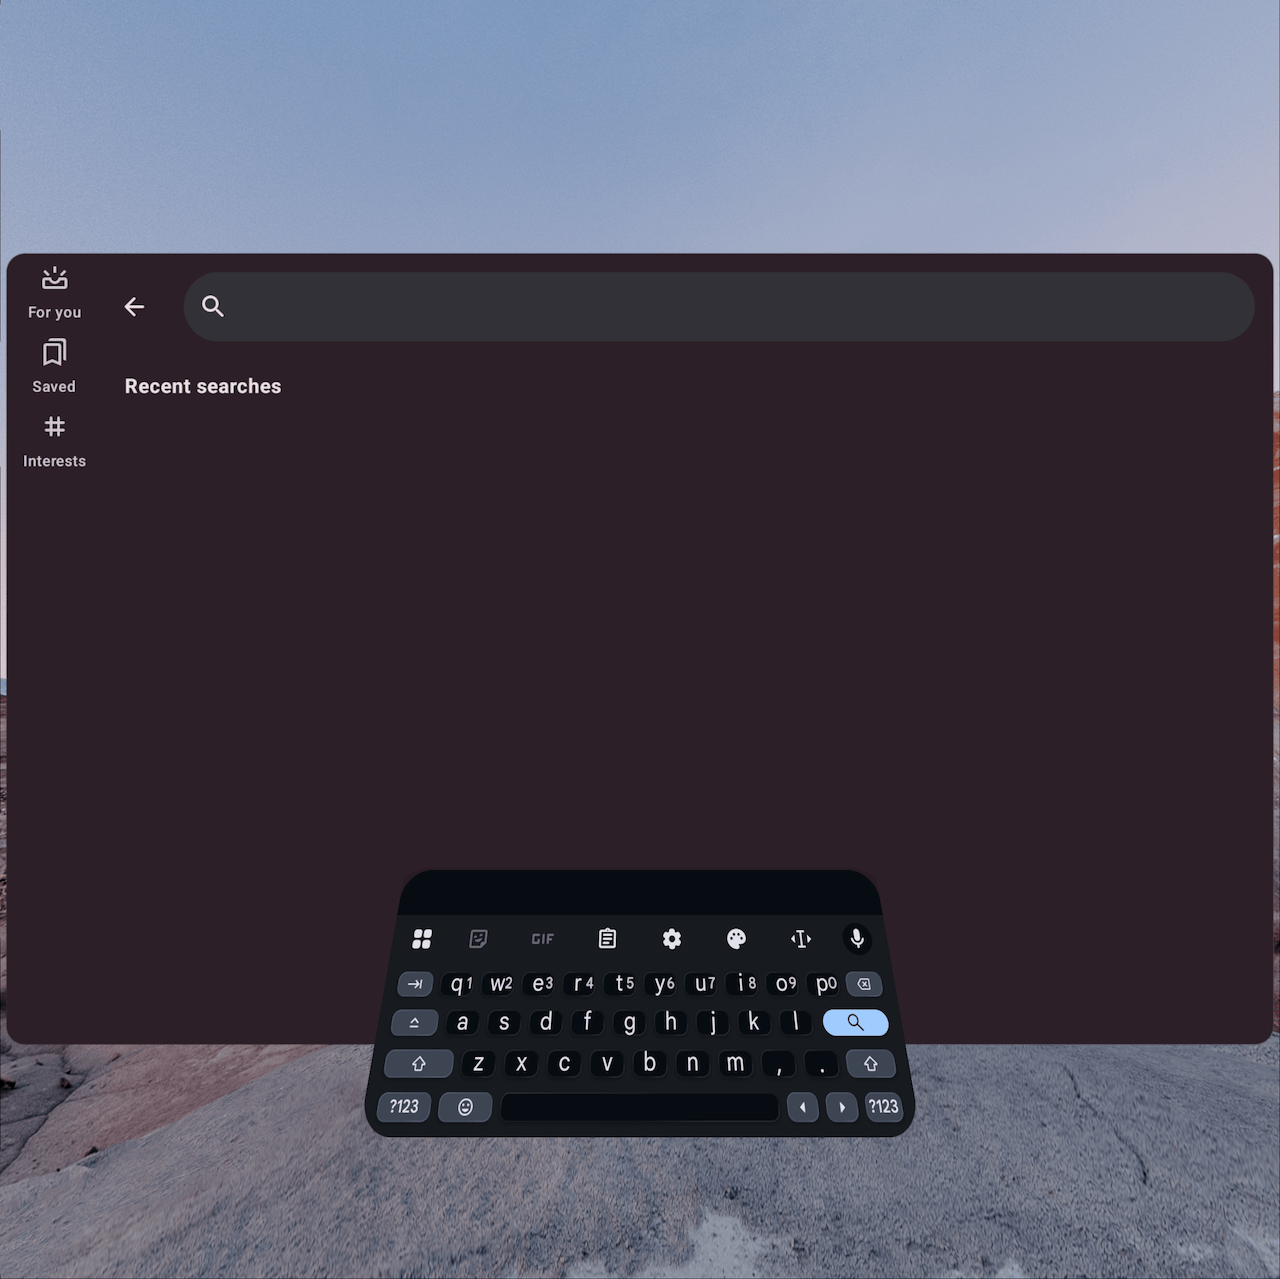 For you
Saved
Interests
Recent searches
GIF
q1 w2 e3 r4 t5 y6 u7 i8 o9 p0
a s d f g h j k l
z x c v b n m , .
?123 ?123